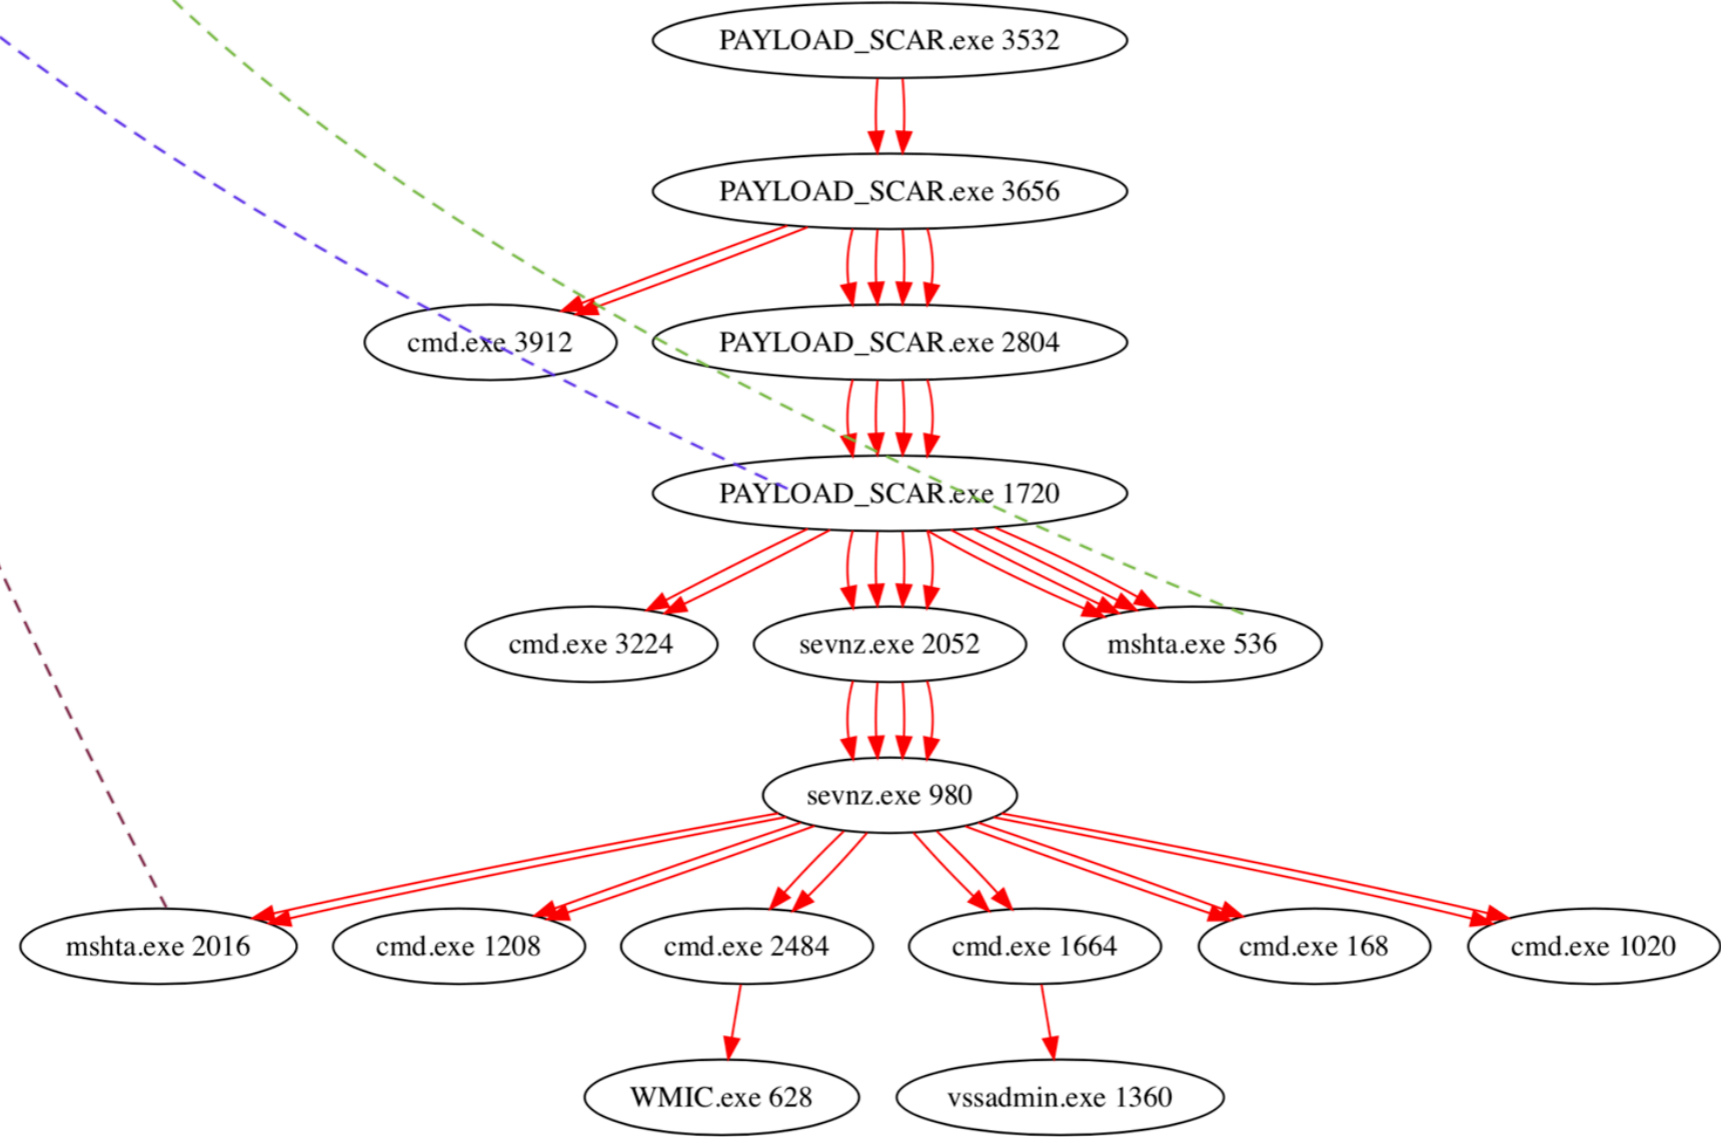 PAYLOAD_SCAR.exe 3532
PAYLOAD_SCAR.exe 3656
cmd.exe 3912
PAYLOAD_SCAR.exe 2804
PAYLOAD_SCAR.exe 1720
cmd.exe 3224
sevnz.exe 2052
mshta.exe 536
sevnz.exe 980
mshta.exe 2016
cmd.exe 1208
cmd.exe 2484
cmd.exe 1664
cmd.exe 168
cmd.exe 1020
WMIC.exe 628
vssadmin.exe 1360